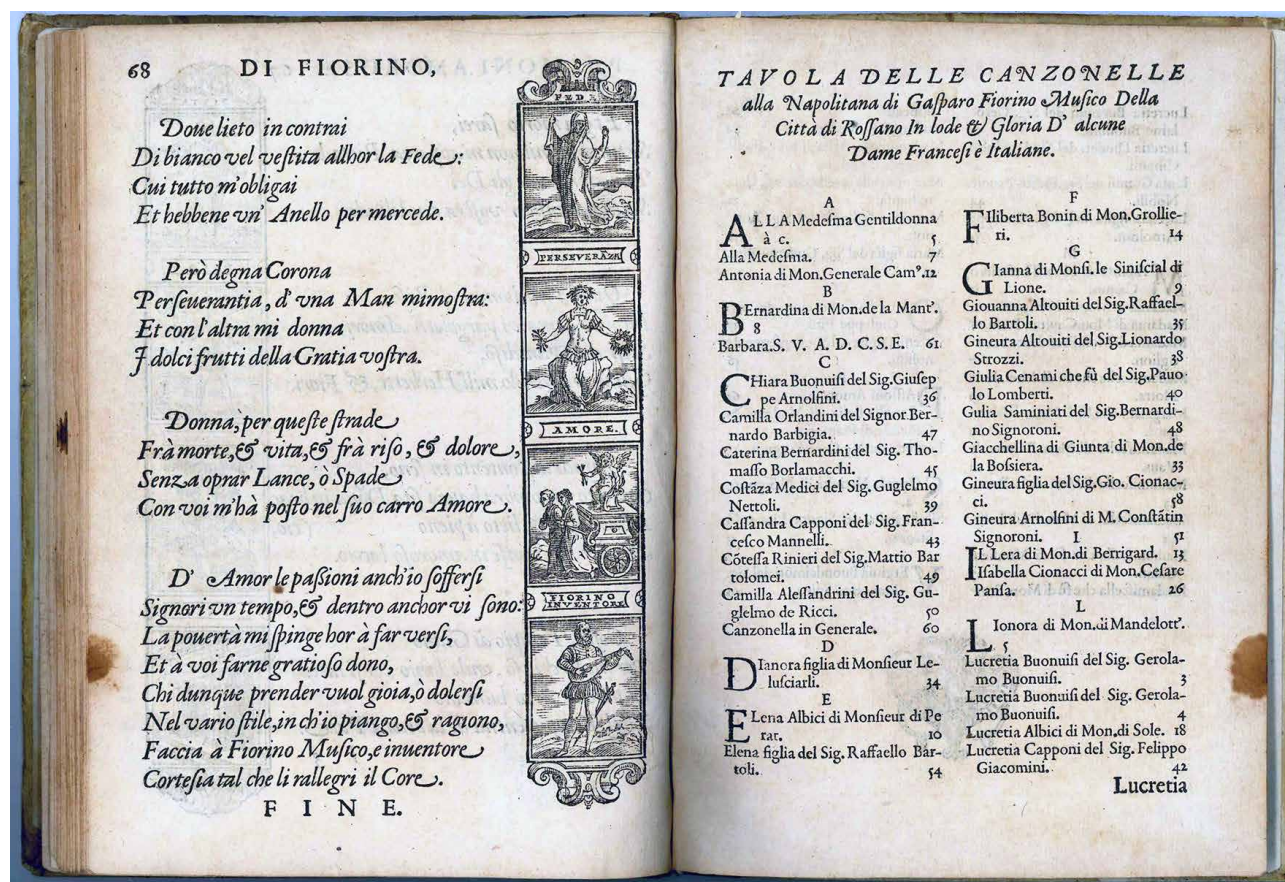 68 DI FIORINO,
Doue lieto incontrai
Di bianco vel vestita allhor la Fede:
Cui tutto m'obligai
Et hebbene vn' Anello per mercede.
Però degna Corona
Perseuerantia, d' vna Man mimostra:
Et con l'altra mi donna
I dolci frutti della Gratia vostra.
Donna, per queste strade
Frà morte, & vita, & frà riso, & dolore,
Senza oprar Lance, ò Spade
Con voi m'hà posto nel suo carro Amore.
D' Amor le passioni anch'io soffersi
Signori vn tempo, & dentro anchor vi sono:
La pouertà mi spinge hor à far versi,
Et à voi farne gratioso dono,
Chi dunque prender vuol gioia, ò dolersi
Nel vario stile, in ch'io piango, & ragiono,
Faccia à Fiorino Musico, e inuentore
Cortesia tal che li rallegri il Core.
FINE.
FEDE
PERSEVERĀZA
AMORE.
FIORINO
INVENTORE
TAVOLA DELLE CANZONELLE
alla Napolitana di Gasparo Fiorino Musico Della
Città di Rossano In lode & Gloria D' alcune
Dame Francesi è Italiane.
A
ALLA Medesma Gentildonna
à c. 5
Alla Medesma. 7
Antonia di Mon.Generale Cam°. 12
B
BErnardina di Mon.de la Mant'.
8
Barbara.S. V. A. D. C. S. E. 61
C
CHiara Buonuisi del Sig.Giusep
pe Arnolfini. 36
Camilla Orlandini del Signor Ber-
nardo Barbigia. 47
Caterina Bernardini del Sig. Tho-
masso Borlamacchi. 45
Costāza Medici del Sig. Guglelmo
Nettoli. 39
Cassandra Capponi del Sig. Fran-
cesco Mannelli. 43
Cōtessa Rinieri del Sig.Mattio Bar
tolomei. 49
Camilla Alessandrini del Sig. Gu-
glelmo de Ricci. 50
Canzonella in Generale. 60
D
DIanora figlia di Monsieur Le-
lusciarli. 34
E
ELena Albici di Monsieur di Pe
rar. 10
Elena figlia del Sig. Raffaello Bar-
toli. 54
F
FIliberta Bonin di Mon.Grollie-
ri. 14
G
GIanna di Monsi.le Siniscial di
Lione. 9
Giouanna Altouiti del Sig.Raffael-
lo Bartoli. 35
Gineura Altouiti del Sig.Lionardo
Strozzi. 38
Giulia Cenami che fù del Sig.Pauo
lo Lomberti. 40
Gulia Saminiati del Sig.Bernardi-
no Signoroni. 48
Giacchellina di Giunta di Mon.de
la Bossiera. 33
Gineura figlia del Sig.Gio. Cionac-
ci. 58
Gineura Arnolfini di M. Constātin
Signoroni. 51
I
IL Lera di Mon.di Berrigard. 13
Isabella Cionacci di Mon.Cesare
Pansa. 26
L
LIonora di Mon.di Mandelott'.
5
Lucretia Buonuisi del Sig. Gerola-
mo Buonuisi. 3
Lucretia Buonuisi del Sig. Gerola-
mo Buonuisi. 4
Lucretia Albici di Mon.di Sole. 18
Lucretia Capponi del Sig. Felippo
Giacomini. 42
Lucretia